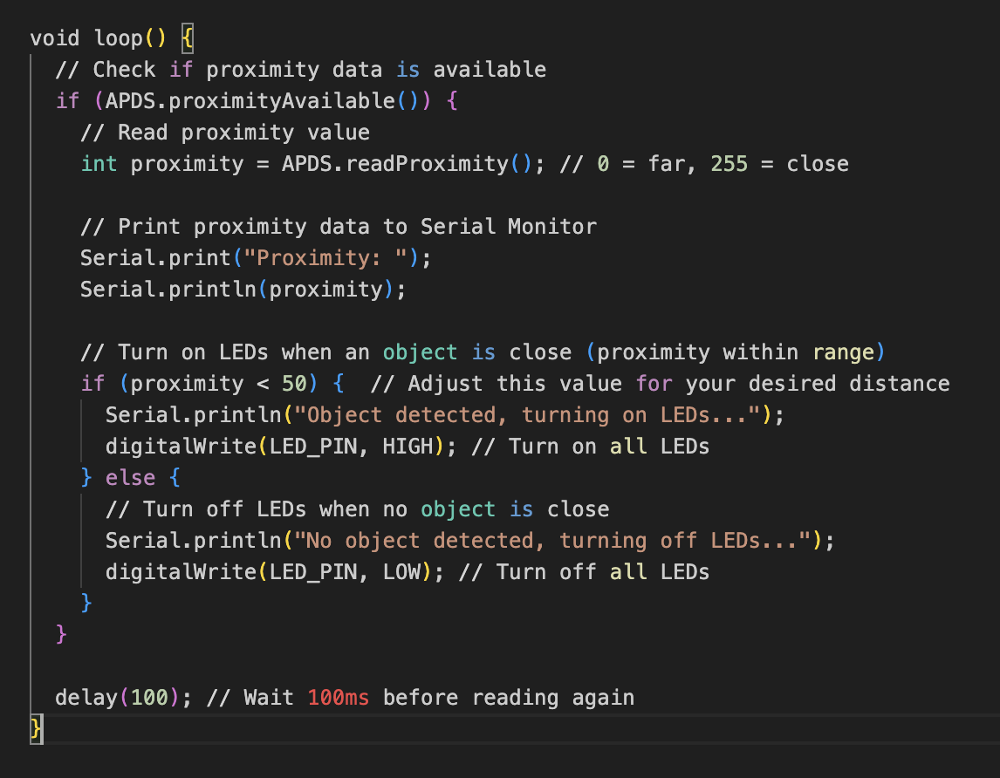 void loop() {
  // Check if proximity data is available
  if (APDS.proximityAvailable()) {
    // Read proximity value
    int proximity = APDS.readProximity(); // 0 = far, 255 = close

    // Print proximity data to Serial Monitor
    Serial.print("Proximity: ");
    Serial.println(proximity);

    // Turn on LEDs when an object is close (proximity within range)
    if (proximity < 50) {  // Adjust this value for your desired distance
      Serial.println("Object detected, turning on LEDs...");
      digitalWrite(LED_PIN, HIGH); // Turn on all LEDs
    } else {
      // Turn off LEDs when no object is close
      Serial.println("No object detected, turning off LEDs...");
      digitalWrite(LED_PIN, LOW); // Turn off all LEDs
    }
  }

  delay(100); // Wait 100ms before reading again
}